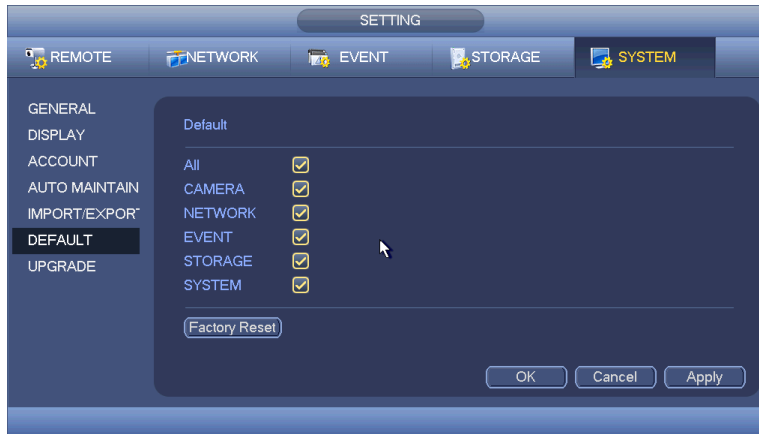 SETTING
REMOTE NETWORK EVENT STORAGE SYSTEM
GENERAL
DISPLAY
ACCOUNT
AUTO MAINTAIN
IMPORT/EXPORT
DEFAULT
UPGRADE
Default
All
CAMERA
NETWORK
EVENT
STORAGE
SYSTEM
Factory Reset
OK Cancel Apply